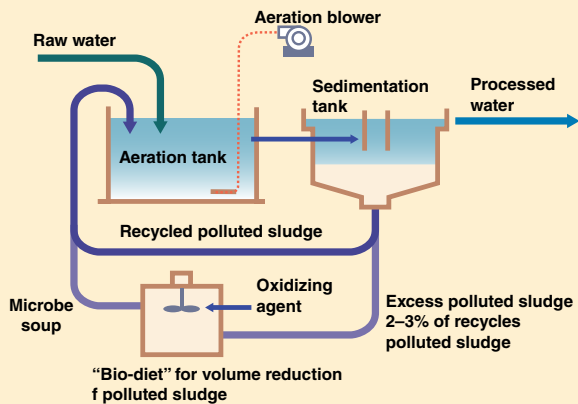 Aeration blower
Raw water
Sedimentation
tank
Processed
water
Aeration tank
Recycled polluted sludge
Oxidizing
agent
Microbe
soup
Excess polluted sludge
2–3% of recycles
polluted sludge
“Bio-diet” for volume reduction
f polluted sludge